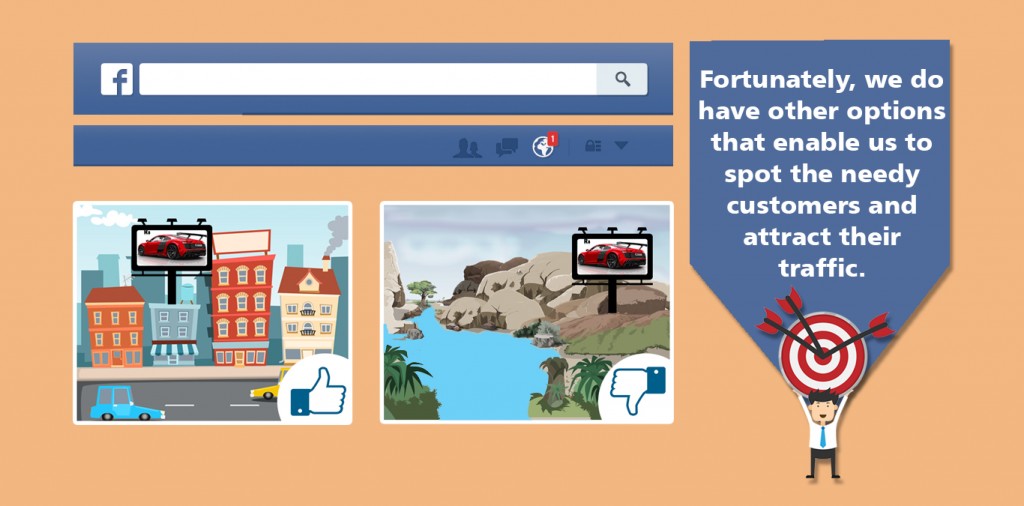 f
1
Fortunately, we do
have other options
that enable us to
spot the needy
customers and
attract their
traffic.